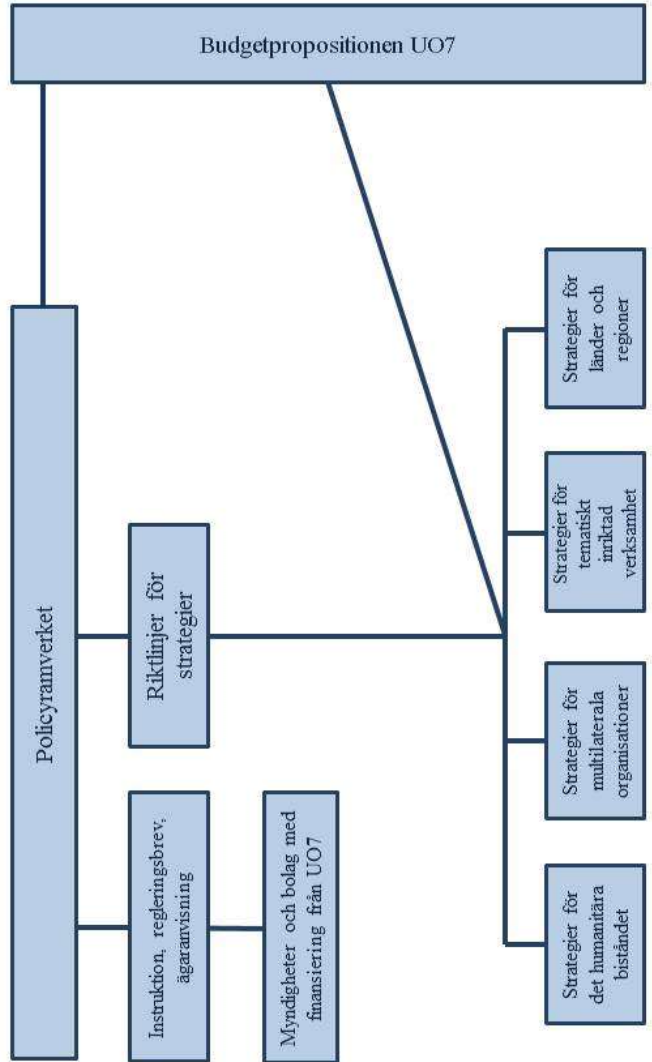 Budgetpropositionen UO7
Policyramverket
Instruktion, regleringsbrev,
ägaranvisning
Riktlinjer för
strategier
Myndigheter och bolag med
finansiering från UO7
Strategier för
det humanitära
biståndet
Strategier för
multilaterala
organisationer
Strategier för
tematiskt
inriktad
verksamhet
Strategier för
länder och
regioner